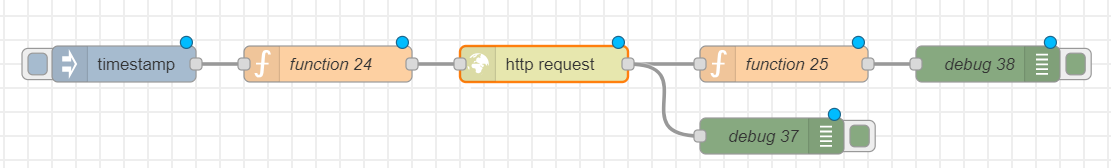 timestamp
function 24
http request
function 25
debug 38
debug 37